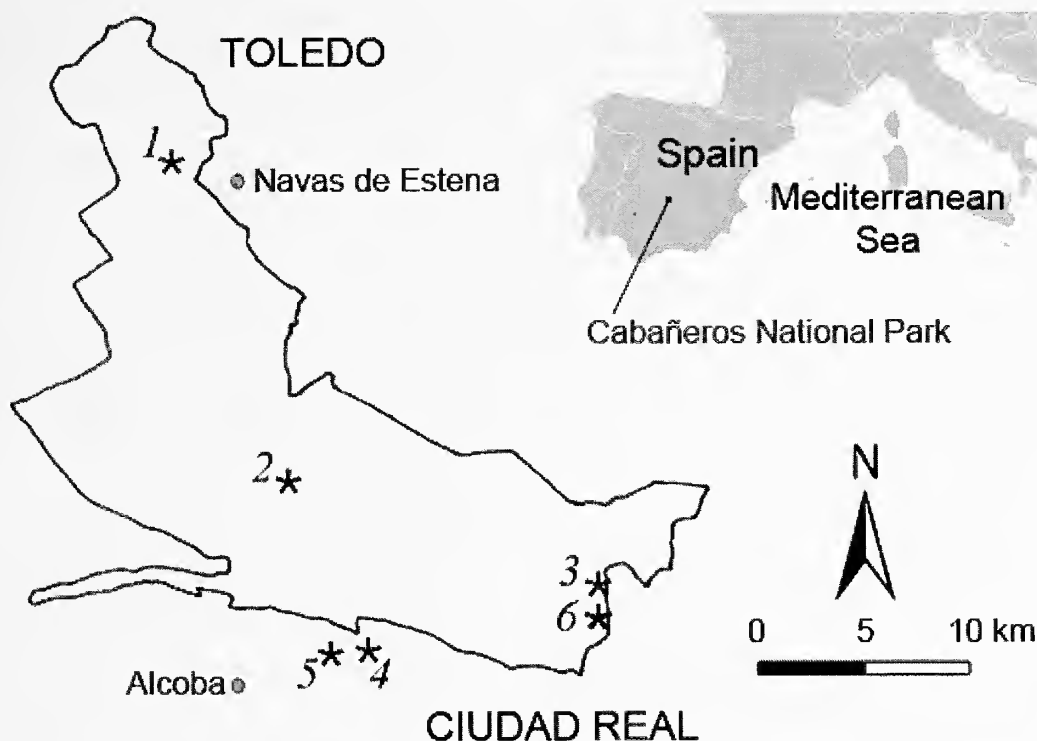 TOLEDO
1
Navas de Estena
Spain
Mediterranean
Sea
Cabañeros National Park
2
N
3
6
0 5 10 km
5 4
Alcoba
CIUDAD REAL